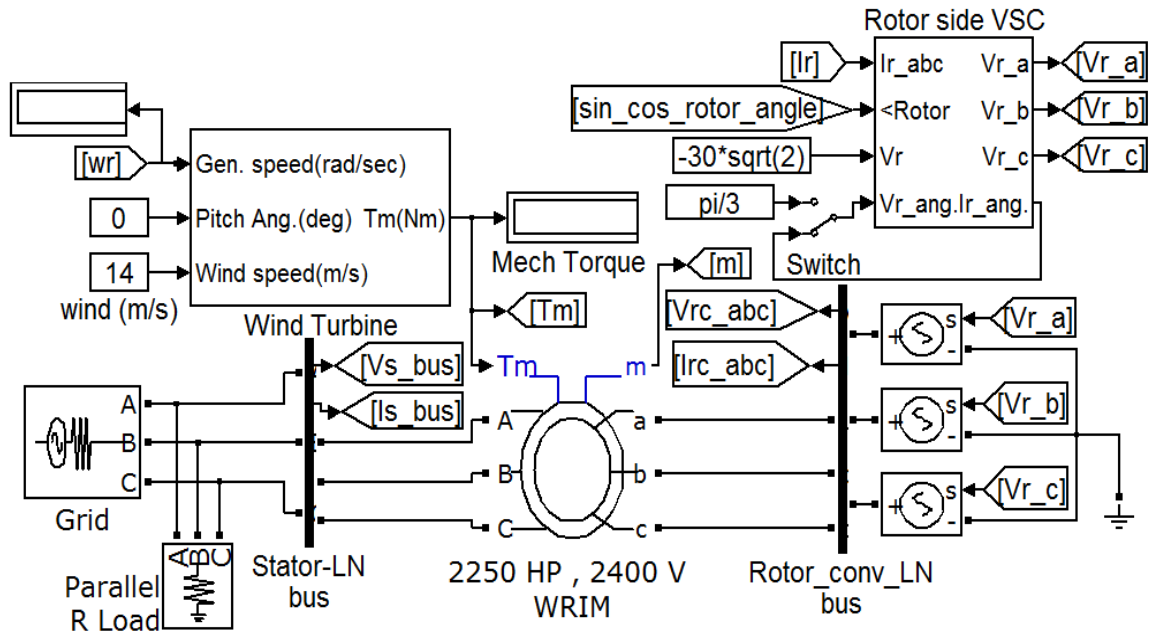 Rotor side VSC
[Ir]
Ir_abc
Vr_a
[Vr_a]
[sin_cos_rotor_angle]
<Rotor
Vr_b
[Vr_b]
-30*sqrt(2)
Vr
Vr_c
[Vr_c]
pi/3
Vr_ang.Ir_ang.
Switch
[wr]
Gen. speed(rad/sec)
0
Pitch Ang.(deg)
Tm(Nm)
14
Wind speed(m/s)
wind (m/s)
Wind Turbine
Mech Torque
[m]
[Tm]
[Vrc_abc]
[Irc_abc]
[Vs_bus]
[Is_bus]
Tm
m
A
B
C
Grid
A
B
C
Parallel
R Load
Stator-LN
bus
A
B
C
a
b
c
2250 HP , 2400 V
WRIM
Rotor_conv_LN
bus
+
s
-
[Vr_a]
+
s
-
[Vr_b]
+
s
-
[Vr_c]